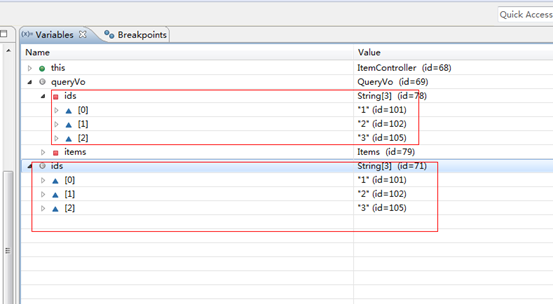 Quick Access
(x)= Variables Breakpoints
Name Value
this ItemController (id=68)
queryVo QueryVo (id=69)
ids String[3] (id=78)
[0] "1" (id=101)
[1] "2" (id=102)
[2] "3" (id=105)
items Items (id=79)
ids String[3] (id=71)
[0] "1" (id=101)
[1] "2" (id=102)
[2] "3" (id=105)